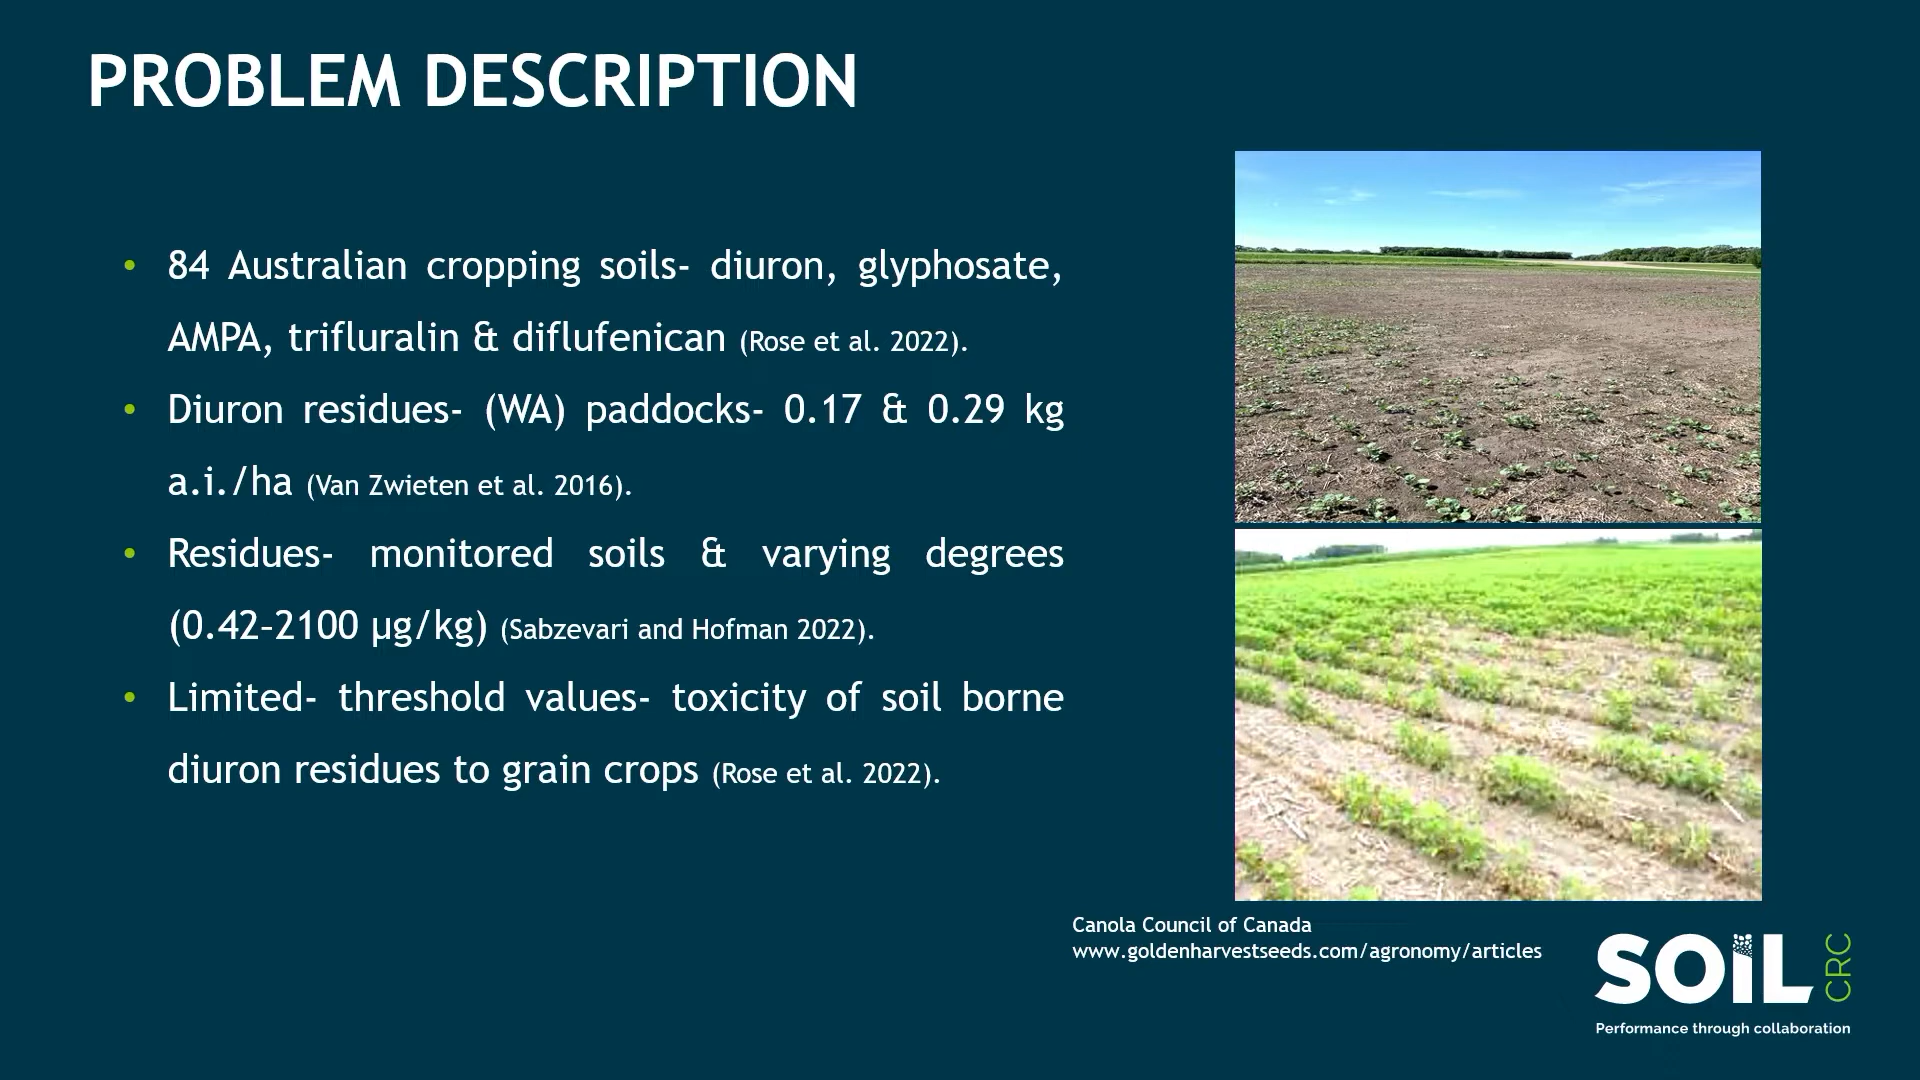 PROBLEM DESCRIPTION
• 84 Australian cropping soils- diuron, glyphosate,
AMPA, trifluralin & diflufenican (Rose et al. 2022).
• Diuron residues- (WA) paddocks- 0.17 & 0.29 kg
a.i./ha (Van Zwieten et al. 2016).
• Residues- monitored soils & varying degrees
(0.42–2100 µg/kg) (Sabzevari and Hofman 2022).
• Limited- threshold values- toxicity of soil borne
diuron residues to grain crops (Rose et al. 2022).
Canola Council of Canada
www.goldenharvestseeds.com/agronomy/articles
SOIL CRC
Performance through collaboration